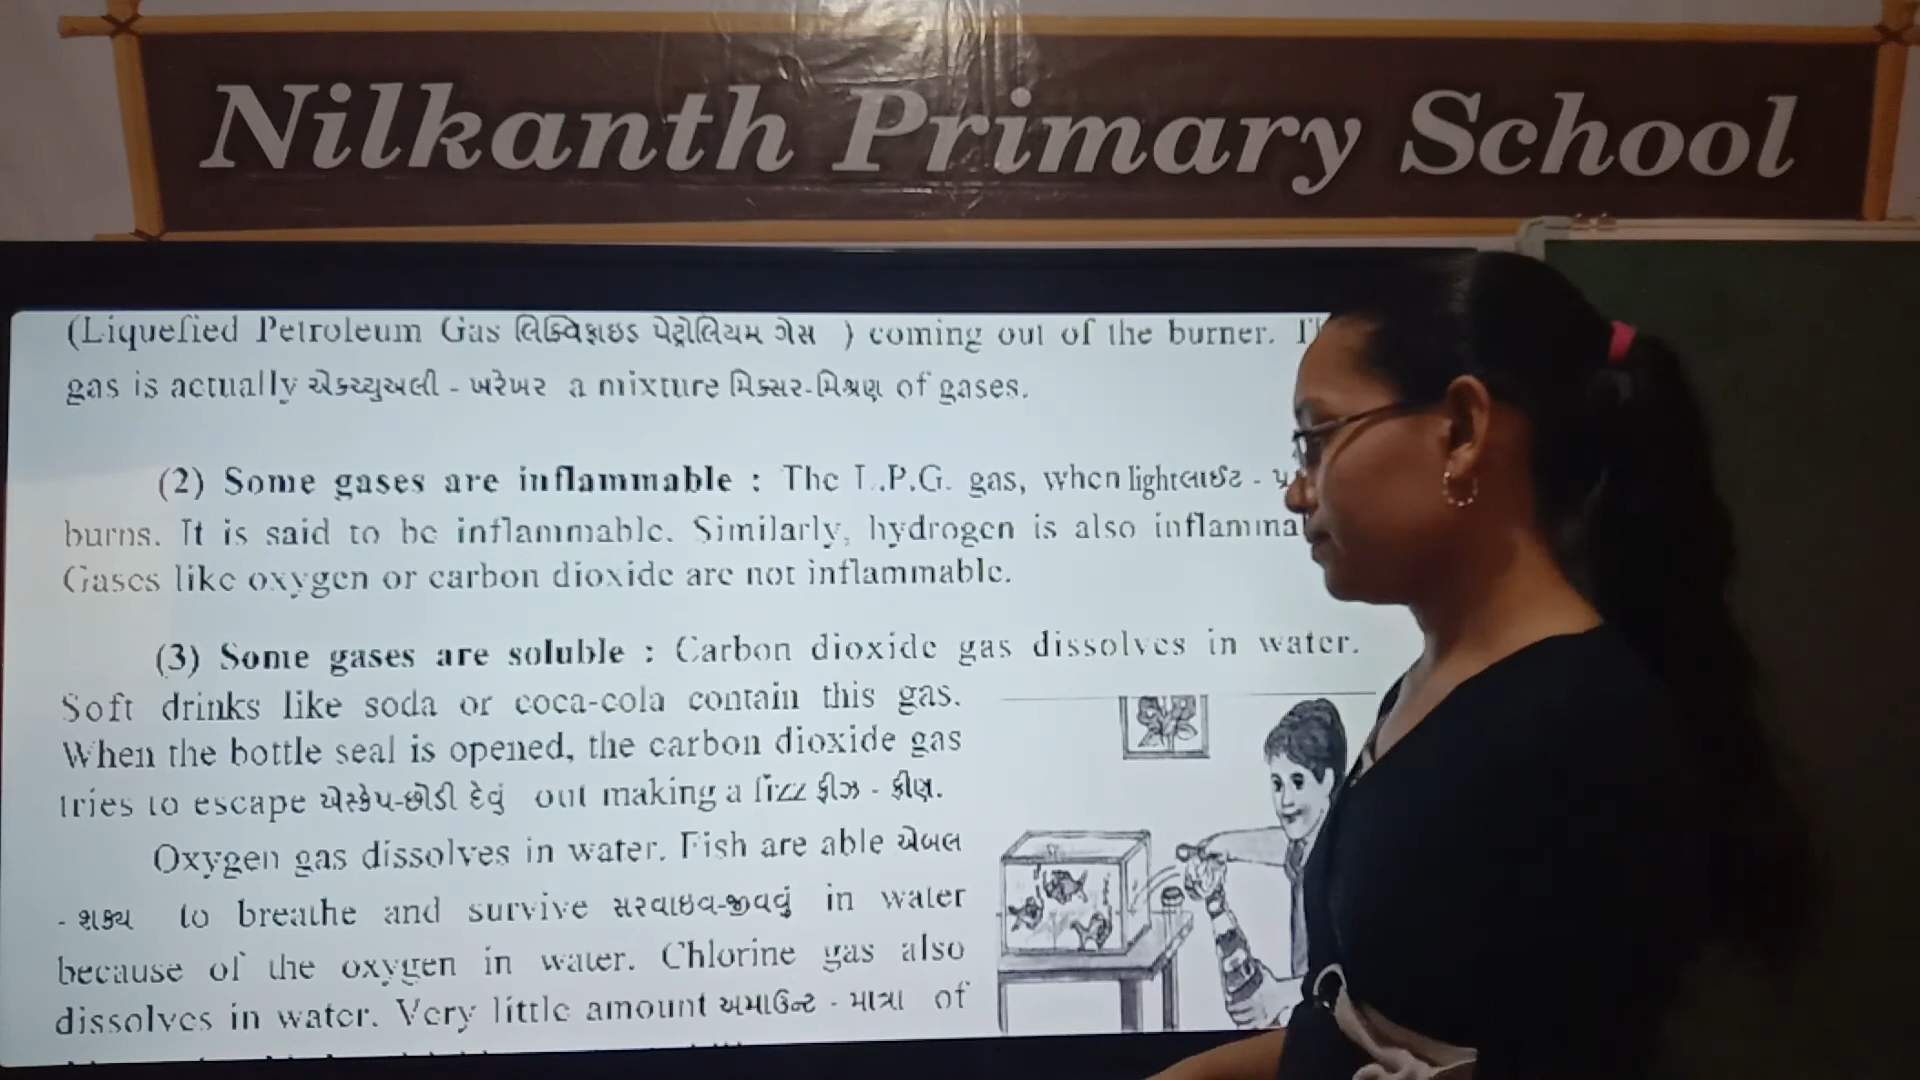 Nilkanth Primary School
(Liquefied Petroleum Gas લિક્વિફાઇડ પેટ્રોલિયમ ગેસ ) coming out of the burner.
gas is actually એક્ચ્યુઅલી - ખરેખર a mixture મિક્સર-મિશ્રણ of gases.
(2) Some gases are inflammable : The L.P.G. gas, when light લાઈટ -
burns. It is said to be inflammable. Similarly, hydrogen is also
Gases like oxygen or carbon dioxide are not inflammable.
(3) Some gases are soluble : Carbon dioxide gas dissolves in water.
Soft drinks like soda or coca-cola contain this gas.
When the bottle seal is opened, the carbon dioxide gas
tries to escape એસ્કેપ-છોડી દેવું out making a fizz ફીઝ - ફીણ.
Oxygen gas dissolves in water. Fish are able એબલ
- શક્ય to breathe and survive સરવાઇવ-જીવવું in water
because of the oxygen in water. Chlorine gas also
dissolves in water. Very little amount અમાઉન્ટ - માત્રા of